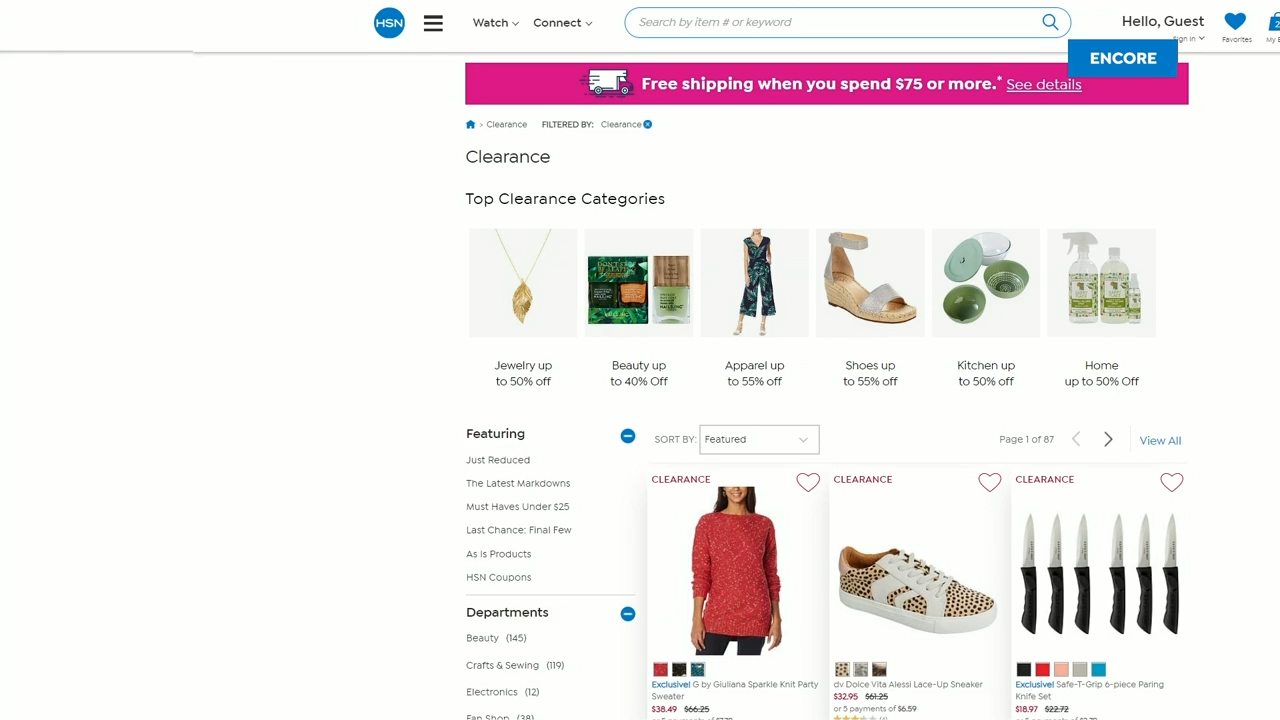 HSN
Watch
Connect
Search by item # or keyword
Hello, Guest
Sign In
Favorites
2
ENCORE
Free shipping when you spend $75 or more.* See details
> Clearance FILTERED BY: Clearance
Clearance
Top Clearance Categories
Jewelry up
to 50% off
Beauty up
to 40% Off
Apparel up
to 55% off
Shoes up
to 55% off
Kitchen up
to 50% off
Home
up to 50% Off
Featuring
Just Reduced
The Latest Markdowns
Must Haves Under $25
Last Chance: Final Few
As Is Products
HSN Coupons
Departments
Beauty (145)
Crafts & Sewing (119)
Electronics (12)
Fan Shop (38)
SORT BY: Featured
Page 1 of 87
View All
CLEARANCE
Exclusive! G by Giuliana Sparkle Knit Party
Sweater
$38.49 $66.25
CLEARANCE
dv Dolce Vita Alessi Lace-Up Sneaker
$32.95 $61.25
or 5 payments of $6.59
CLEARANCE
Exclusive! Safe-T-Grip 6-piece Paring
Knife Set
$18.97 $22.72